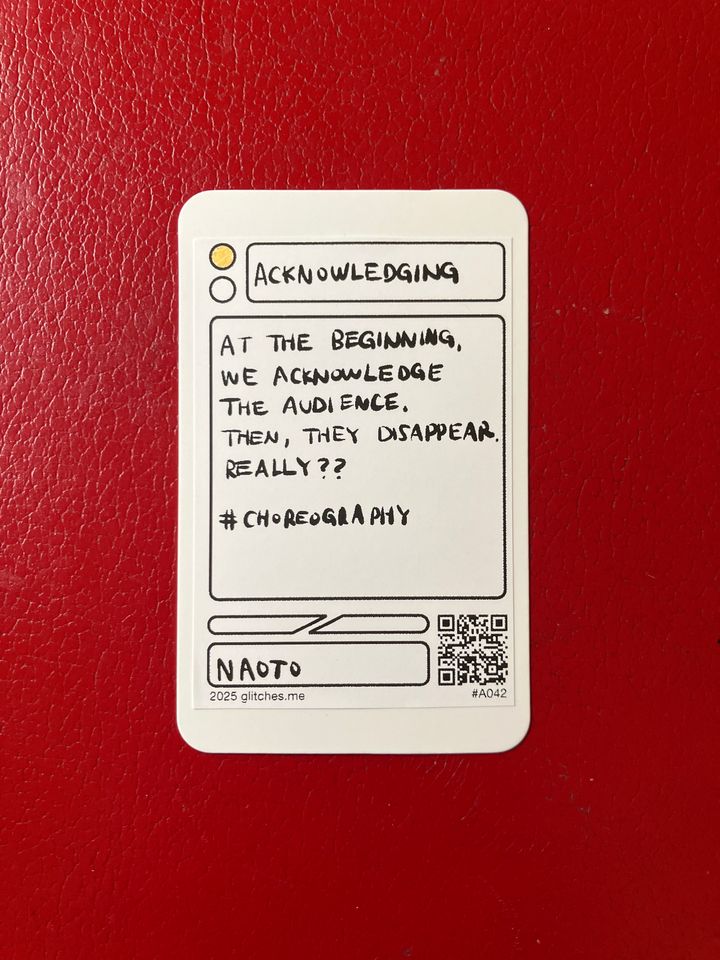 ACKNOWLEDGING
AT THE BEGINNING,
WE ACKNOWLEDGE
THE AUDIENCE.
THEN, THEY DISAPPEAR.
REALLY??
#CHOREOGRAPHY
NAOTO
2025 glitches.me
#A042